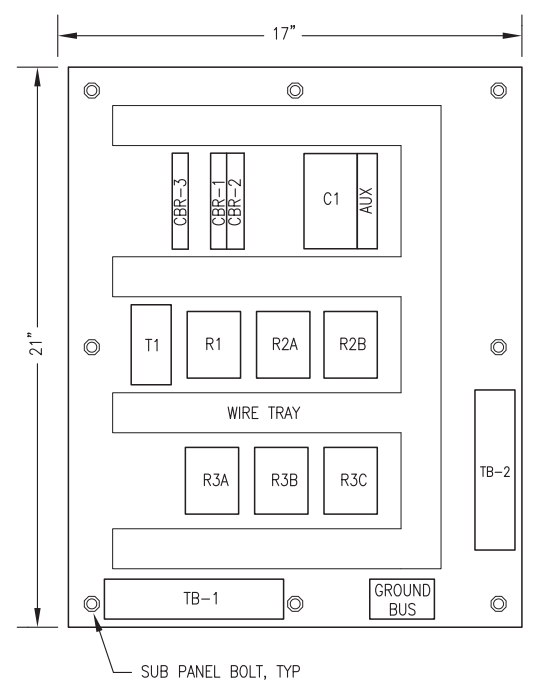 17"
21"
CBR-3
CBR-1
CBR-2
C1
AUX
T1
R1
R2A
R2B
WIRE TRAY
R3A
R3B
R3C
TB-2
TB-1
GROUND
BUS
SUB PANEL BOLT, TYP